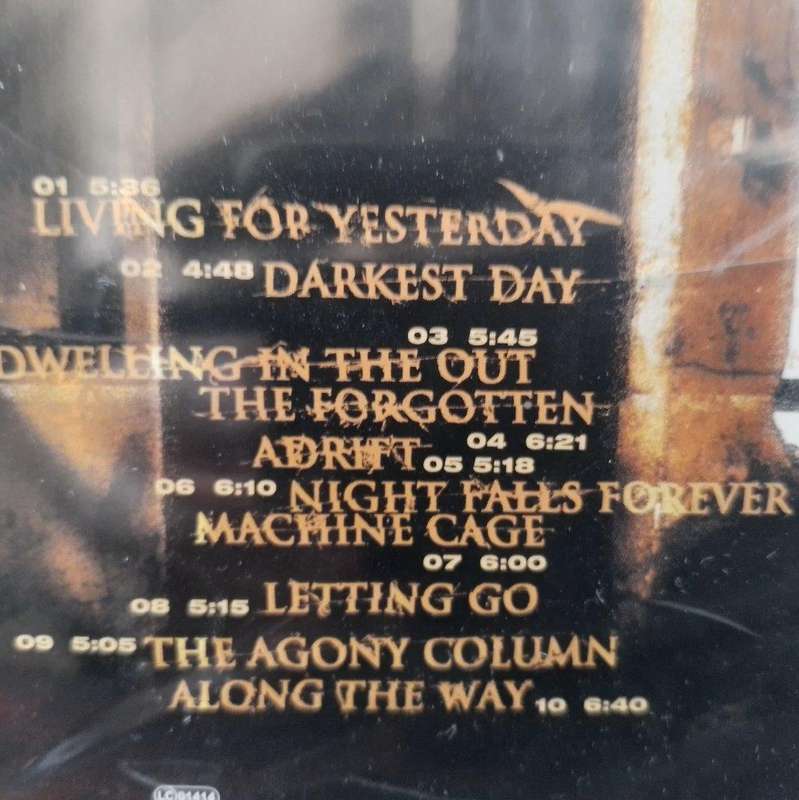 01 5:36
LIVING FOR YESTERDAY
02 4:48 DARKEST DAY
03 5:45
DWELLING IN THE OUT
THE FORGOTTEN
04 6:21
ADRIFT 05 5:18
06 6:10 NIGHT FALLS FOREVER
MACHINE CAGE
07 6:00
08 5:15 LETTING GO
09 5:05 THE AGONY COLUMN
ALONG THE WAY 10 6:40
LC 01414